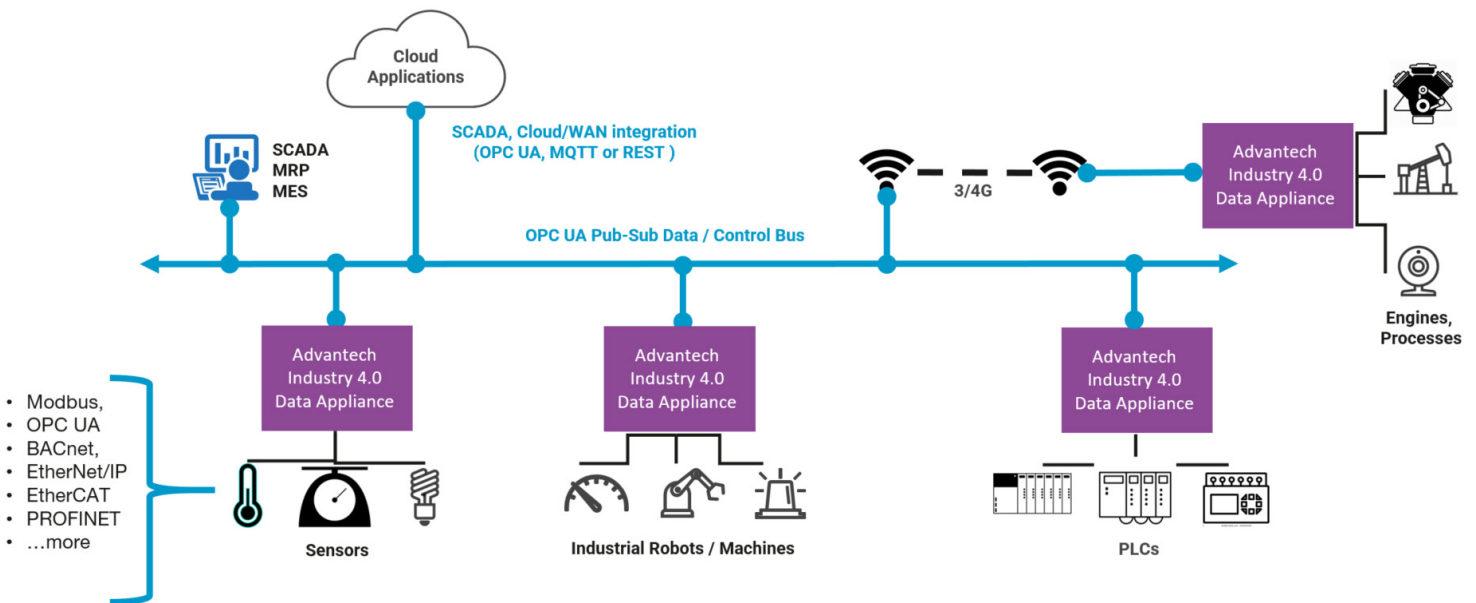 Cloud
Applications
SCADA, Cloud/WAN integration
(OPC UA, MQTT or REST )
SCADA
MRP
MES
3/4G
Advantech
Industry 4.0
Data Appliance
OPC UA Pub-Sub Data / Control Bus
Engines,
Processes
Advantech
Industry 4.0
Data Appliance
Advantech
Industry 4.0
Data Appliance
Advantech
Industry 4.0
Data Appliance
• Modbus,
• OPC UA
• BACnet,
• EtherNet/IP
• EtherCAT
• PROFINET
• ...more
Sensors
Industrial Robots / Machines
PLCs